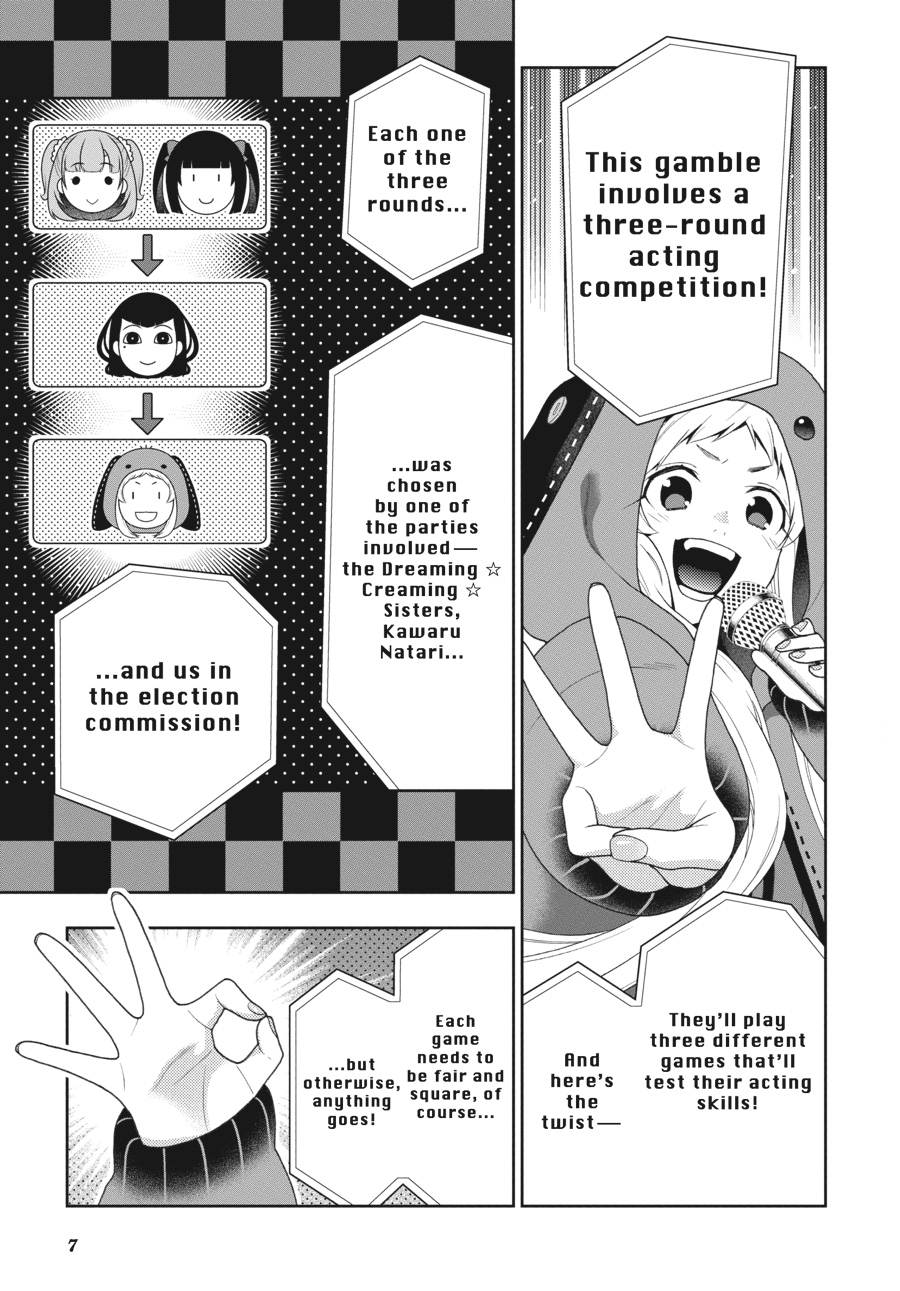 This gamble
involves a
three-round
acting
competition!
They'll play
three different
games that'll
test their acting
skills!
And
here's
the
twist—
Each one
of the
three
rounds...
...was
chosen
by one of
the parties
involved—
the Dreaming ☆
Creaming ☆
Sisters,
Kawaru
Natari...
...and us in
the election
commission!
Each
game
needs to
be fair and
square, of
course...
...but
otherwise,
anything
goes!
7